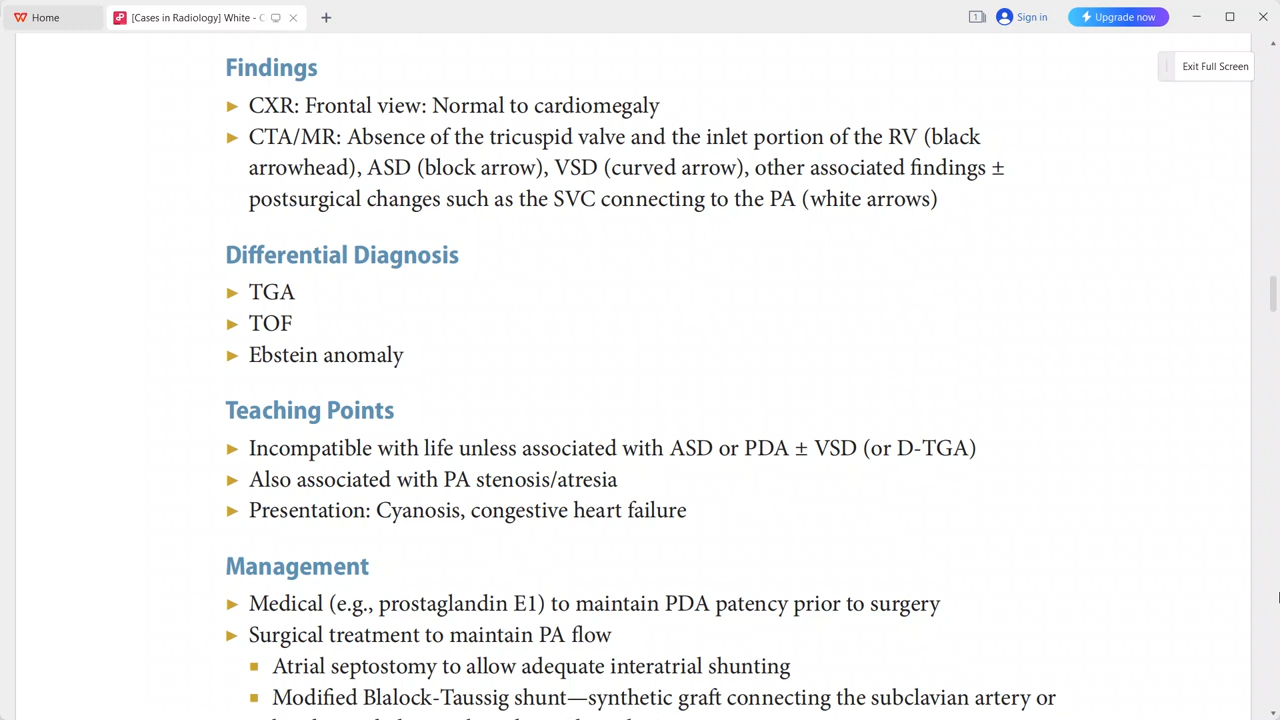 Home
[Cases in Radiology] White - C
1
Sign in
Upgrade now
Exit Full Screen
Findings
► CXR: Frontal view: Normal to cardiomegaly
► CTA/MR: Absence of the tricuspid valve and the inlet portion of the RV (black
arrowhead), ASD (block arrow), VSD (curved arrow), other associated findings ±
postsurgical changes such as the SVC connecting to the PA (white arrows)
Differential Diagnosis
► TGA
► TOF
► Ebstein anomaly
Teaching Points
► Incompatible with life unless associated with ASD or PDA ± VSD (or D-TGA)
► Also associated with PA stenosis/atresia
► Presentation: Cyanosis, congestive heart failure
Management
► Medical (e.g., prostaglandin E1) to maintain PDA patency prior to surgery
► Surgical treatment to maintain PA flow
■ Atrial septostomy to allow adequate interatrial shunting
■ Modified Blalock-Taussig shunt—synthetic graft connecting the subclavian artery or